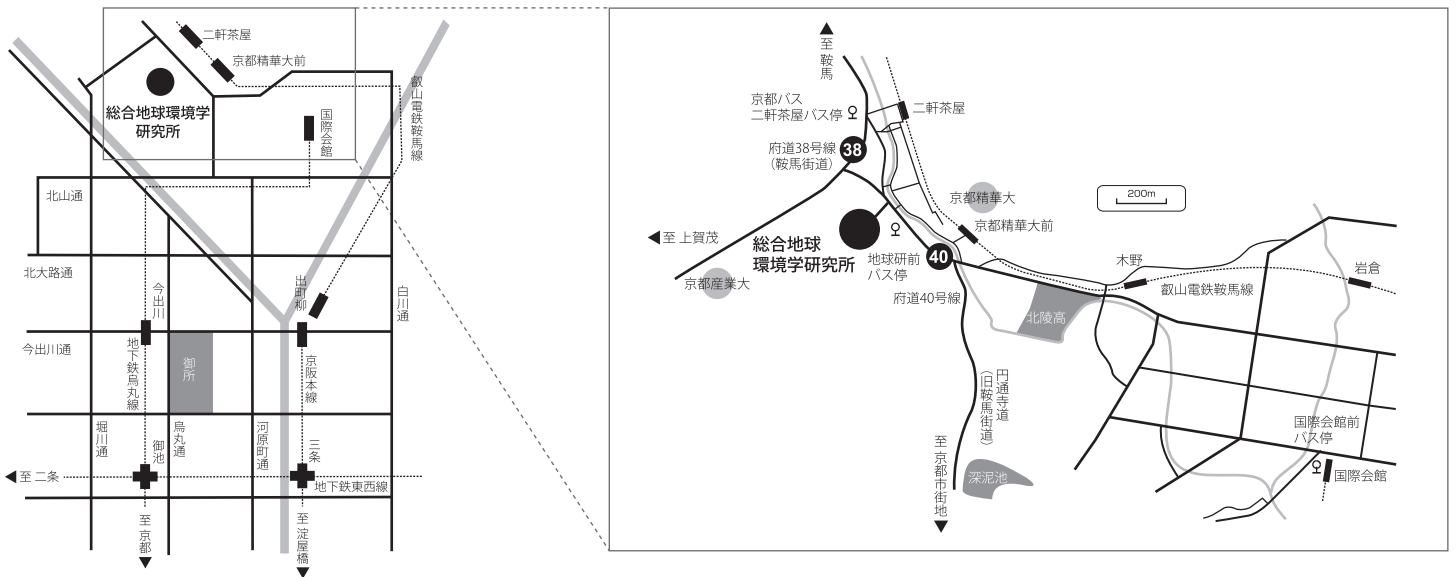 二軒茶屋
京都精華大前
総合地球環境学
研究所
国際会館
叡山電鉄鞍馬線
北山通
北大路通
今出川
出町柳
白川通
今出川通
地下鉄烏丸線
御所
京阪本線
堀川通
御池
烏丸通
河原町通
三条
至 二条
地下鉄東西線
至 京都
至 淀屋橋
至 鞍馬
京都バス
二軒茶屋バス停
二軒茶屋
府道38号線
(鞍馬街道)
38
京都精華大
200m
京都精華大前
至 上賀茂
総合地球
環境学研究所
地球研前
バス停
40
木野
岩倉
京都産業大
府道40号線
叡山電鉄鞍馬線
北陵高
円通寺道
(旧鞍馬街道)
国際会館前
バス停
国際会館
至 京都市街地
深泥池